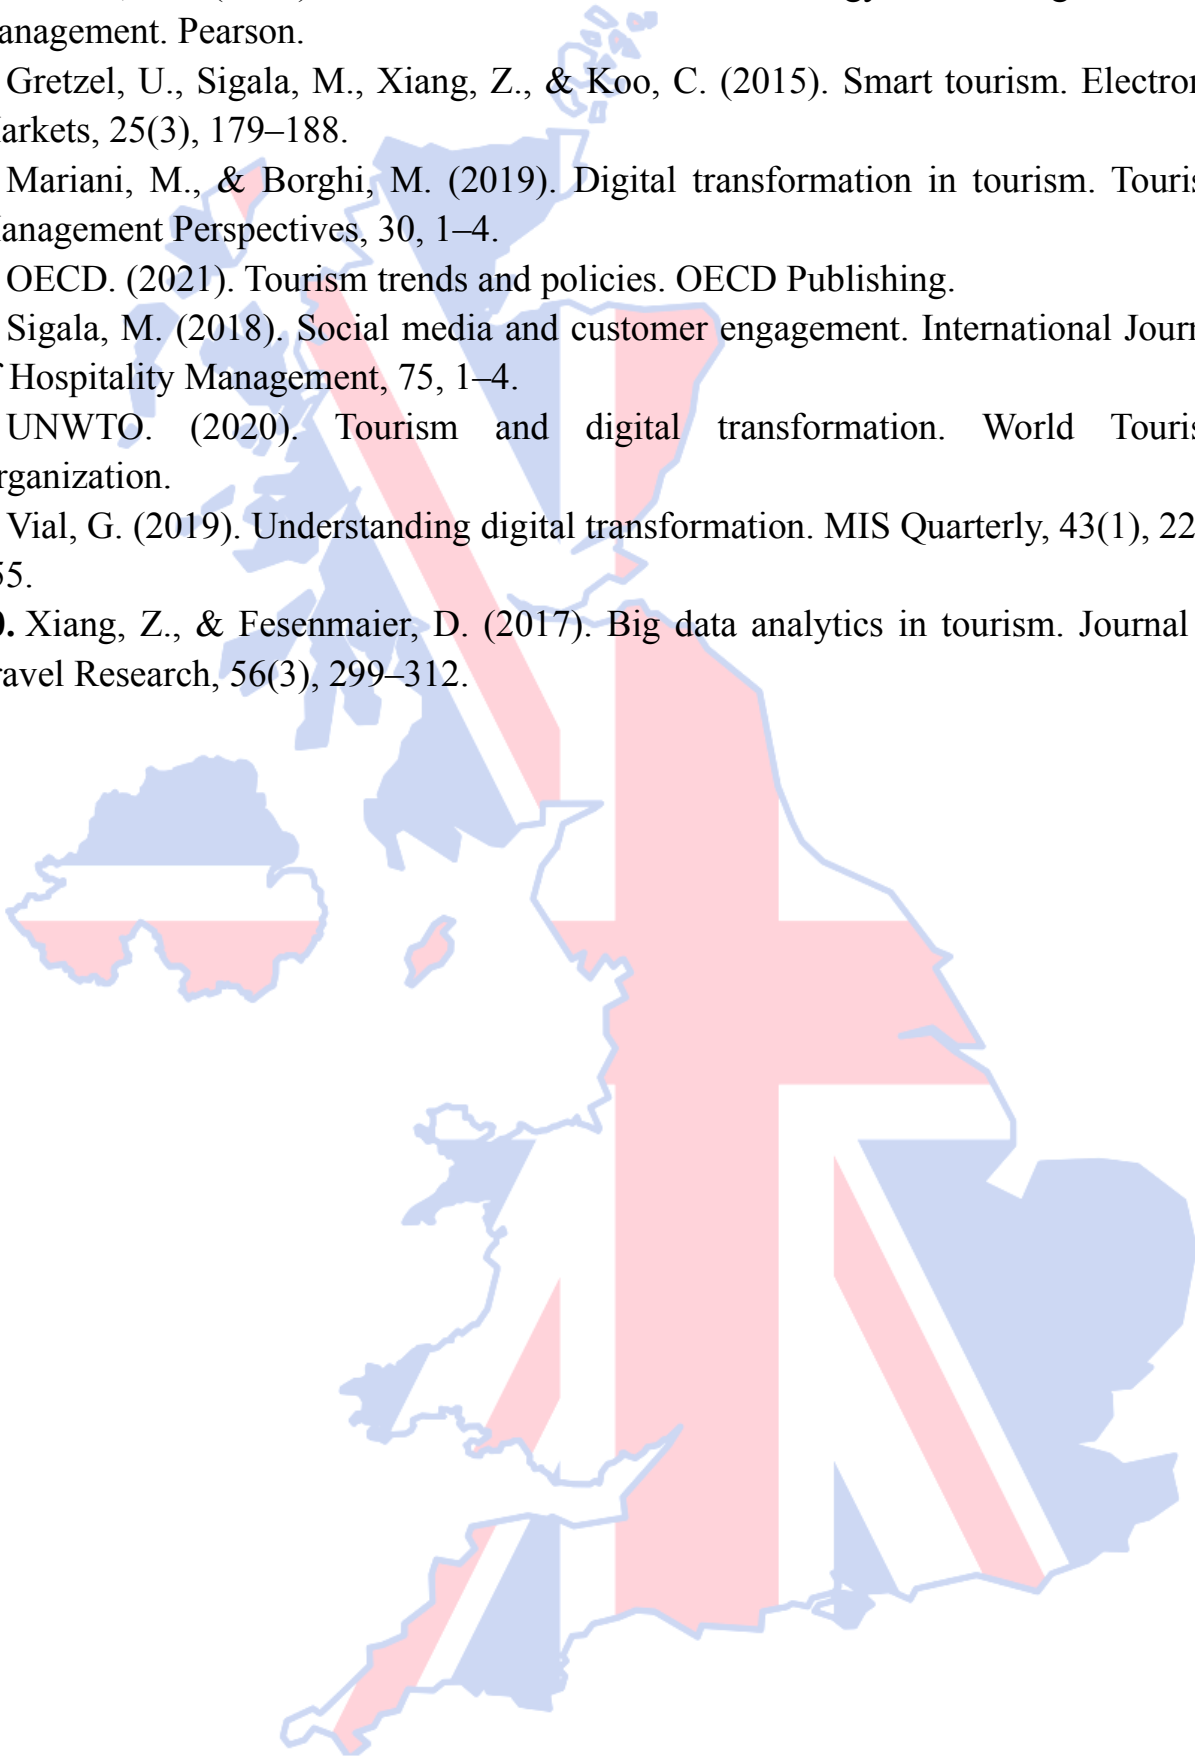 anagement. Pearson.
Gretzel, U., Sigala, M., Xiang, Z., & Koo, C. (2015). Smart tourism. Electron
arkets, 25(3), 179–188.
Mariani, M., & Borghi, M. (2019). Digital transformation in tourism. Touris
anagement Perspectives, 30, 1–4.
OECD. (2021). Tourism trends and policies. OECD Publishing.
Sigala, M. (2018). Social media and customer engagement. International Journ
f Hospitality Management, 75, 1–4.
UNWTO. (2020). Tourism and digital transformation. World Touris
rganization.
Vial, G. (2019). Understanding digital transformation. MIS Quarterly, 43(1), 22
55.
0. Xiang, Z., & Fesenmaier, D. (2017). Big data analytics in tourism. Journal
ravel Research, 56(3), 299–312.